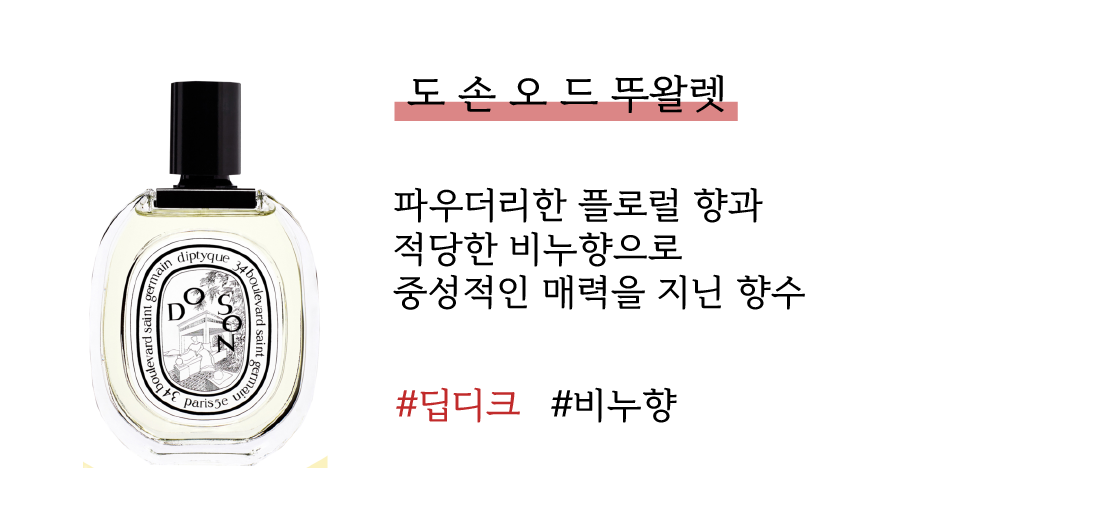 도 손 오 드 뚜왈렛
파우더리한 플로럴 향과
적당한 비누향으로
중성적인 매력을 지닌 향수
#딥디크 #비누향
diptyque 34 boulevard saint germain paris5e 34 boulevard saint germain
DO SON